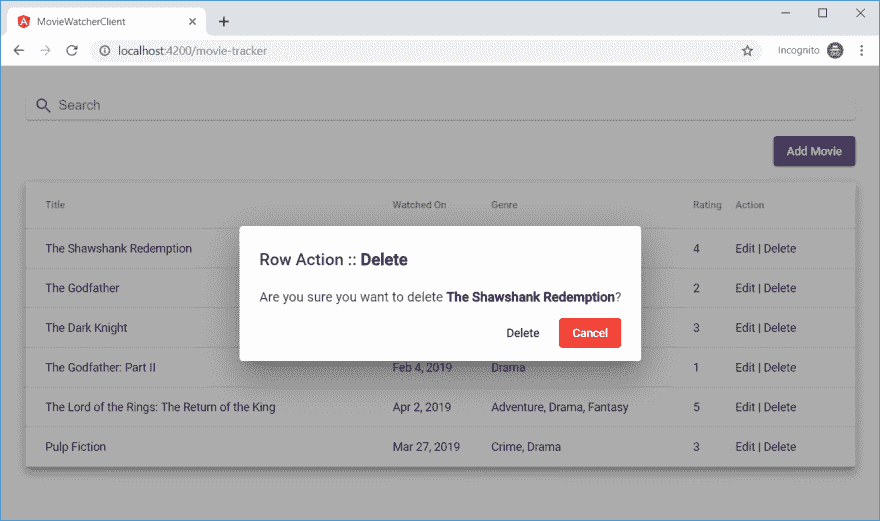 MovieWatcherClient
localhost:4200/movie-tracker
Incognito
Search
Add Movie
Title Watched On Genre Rating Action
The Shawshank Redemption 4 Edit | Delete
The Godfather 2 Edit | Delete
The Dark Knight 3 Edit | Delete
The Godfather: Part II Feb 4, 2019 Drama 1 Edit | Delete
The Lord of the Rings: The Return of the King Apr 2, 2019 Adventure, Drama, Fantasy 5 Edit | Delete
Pulp Fiction Mar 27, 2019 Crime, Drama 3 Edit | Delete
Row Action :: Delete
Are you sure you want to delete The Shawshank Redemption?
Delete Cancel